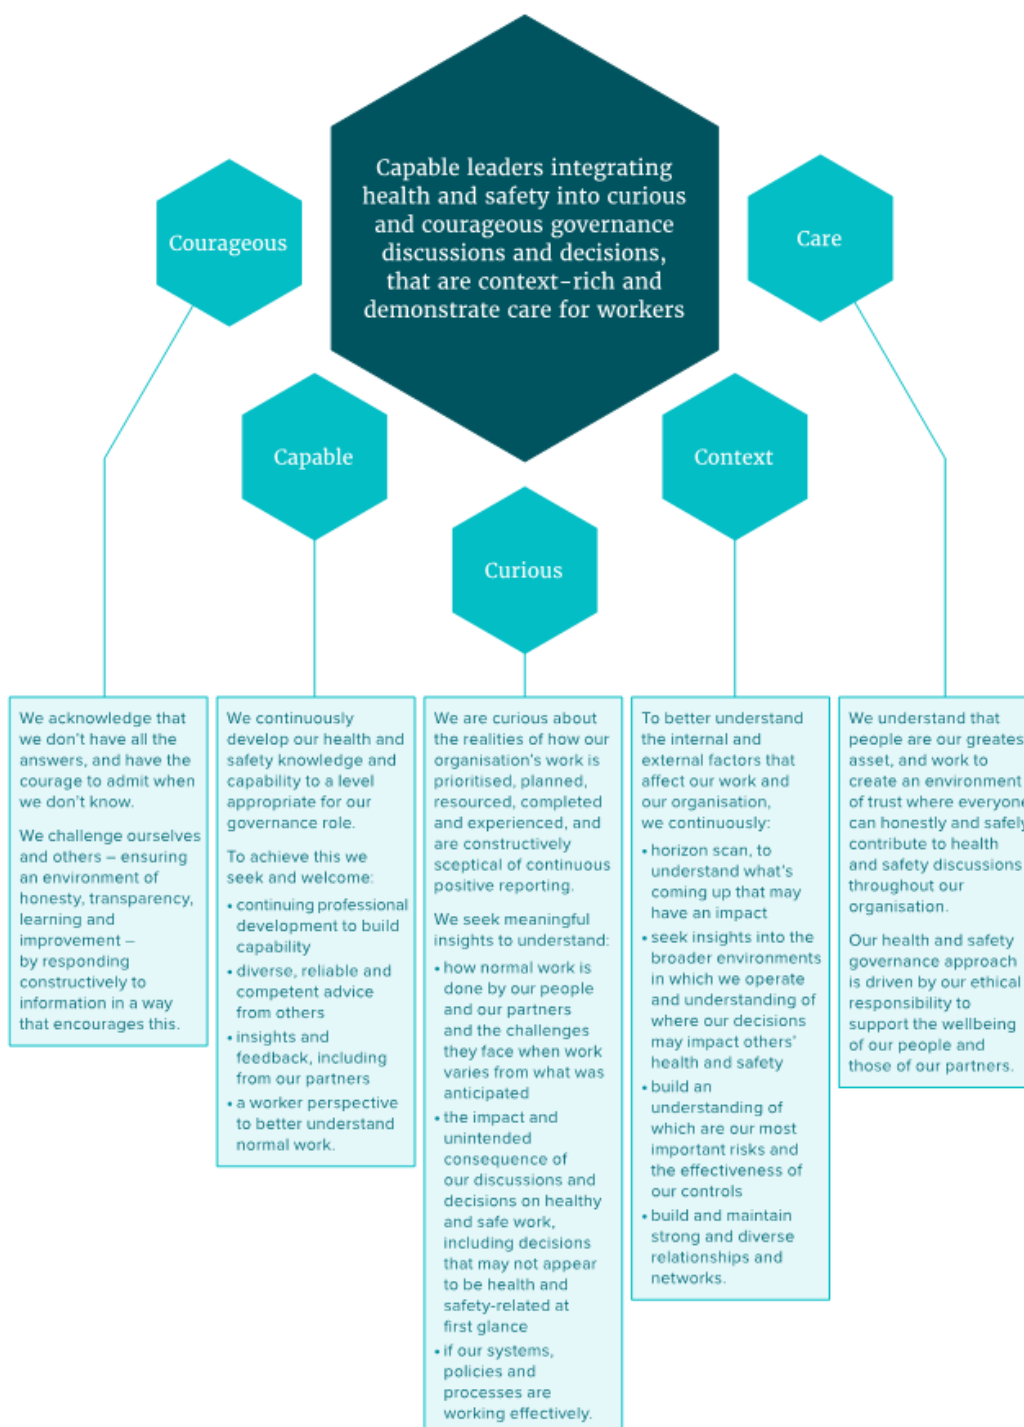 Capable leaders integrating
health and safety into curious
and courageous governance
discussions and decisions,
that are context-rich and
demonstrate care for workers
Courageous
Care
Capable
Context
Curious
We acknowledge that
we don't have all the
answers, and have the
courage to admit when
we don't know.
We challenge ourselves
and others – ensuring
an environment of
honesty, transparency,
learning and
improvement –
by responding
constructively to
information in a way
that encourages this.
We continuously
develop our health and
safety knowledge and
capability to a level
appropriate for our
governance role.
To achieve this we
seek and welcome:
• continuing professional
development to build
capability
• diverse, reliable and
competent advice
from others
• insights and
feedback, including
from our partners
• a worker perspective
to better understand
normal work.
We are curious about
the realities of how our
organisation's work is
prioritised, planned,
resourced, completed
and experienced, and
are constructively
sceptical of continuous
positive reporting.
We seek meaningful
insights to understand:
• how normal work is
done by our people
and our partners
and the challenges
they face when work
varies from what was
anticipated
• the impact and
unintended
consequence of
our discussions and
decisions on healthy
and safe work,
including decisions
that may not appear
to be health and
safety-related at
first glance
• if our systems,
policies and
processes are
working effectively.
To better understand
the internal and
external factors that
affect our work and
our organisation,
we continuously:
• horizon scan, to
understand what's
coming up that may
have an impact
• seek insights into the
broader environments
in which we operate
and understanding of
where our decisions
may impact others'
health and safety
• build an
understanding of
which are our most
important risks and
the effectiveness of
our controls
• build and maintain
strong and diverse
relationships and
networks.
We understand that
people are our greates
asset, and work to
create an environment
of trust where everyone
can honestly and safely
contribute to health
and safety discussions
throughout our
organisation.
Our health and safety
governance approach
is driven by our ethical
responsibility to
support the wellbeing
of our people and
those of our partners.